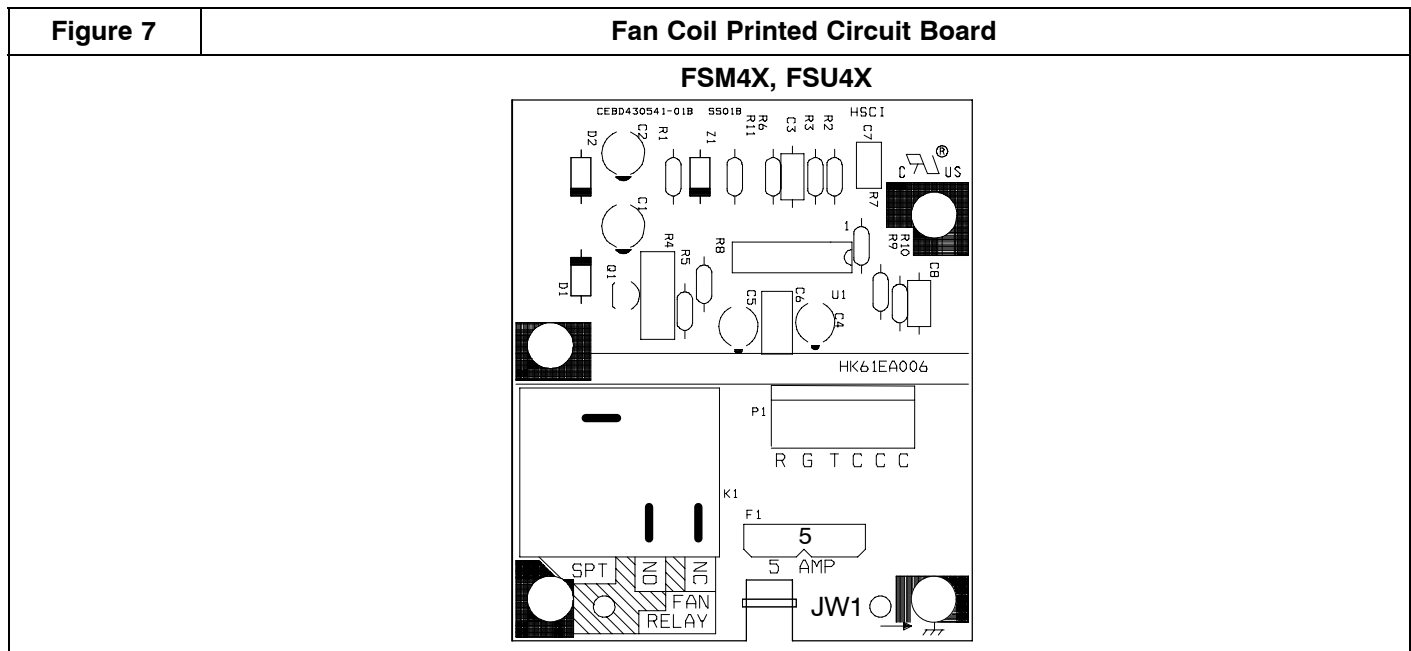 Figure 7
Fan Coil Printed Circuit Board
FSM4X, FSU4X
CEBD430541-01B SS01B
HSCI
D2
C2
R1
Z1
R11
R6
C3
R3
R2
C7
C ® US
R7
C1
R4
R5
R8
1
R9
R10
C8
D1
Q1
C5
C6
U1
C4
HK61EA006
P1
R G T C C C
K1
F1
5
5 AMP
SPT
NO
NC
FAN
RELAY
JW1